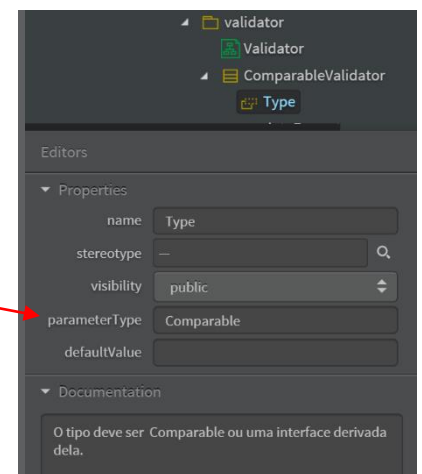 validator
Validator
ComparableValidator
Type
Editors
Properties
name Type
stereotype —
visibility public
parameterType Comparable
defaultValue
Documentation
O tipo deve ser Comparable ou uma interface derivada
dela.